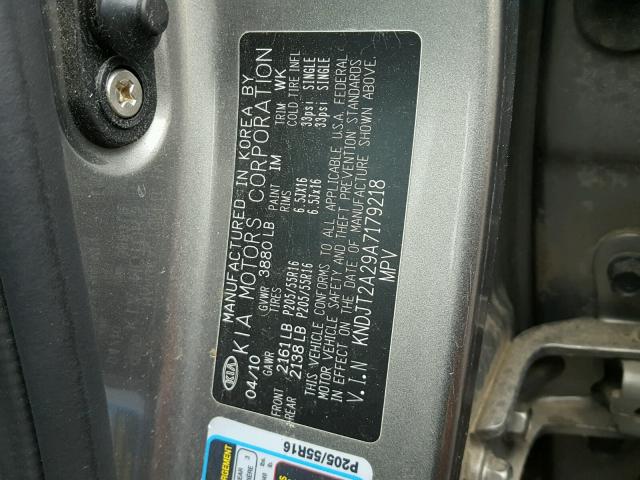 KIA
MANUFACTURED IN KOREA BY
KIA MOTORS CORPORATION
04/10 GVWR 3880 LB PAINT IM TRIM WK
GAWR TIRES RIMS COLD TIRE INFL
FRONT 2161 LB P205/55R16 6.5JX16 33psi SINGLE
REAR 2138 LB P205/55R16 6.5Jx16 33psi SINGLE
THIS VEHICLE CONFORMS TO ALL APPLICABLE U.S.A. FEDERAL
MOTOR VEHICLE SAFETY AND THEFT PREVENTION STANDARDS
IN EFFECT ON THE DATE OF MANUFACTURE SHOWN ABOVE.
V.I.N KNDJT2A29A7179218
MPV
P205/55R16